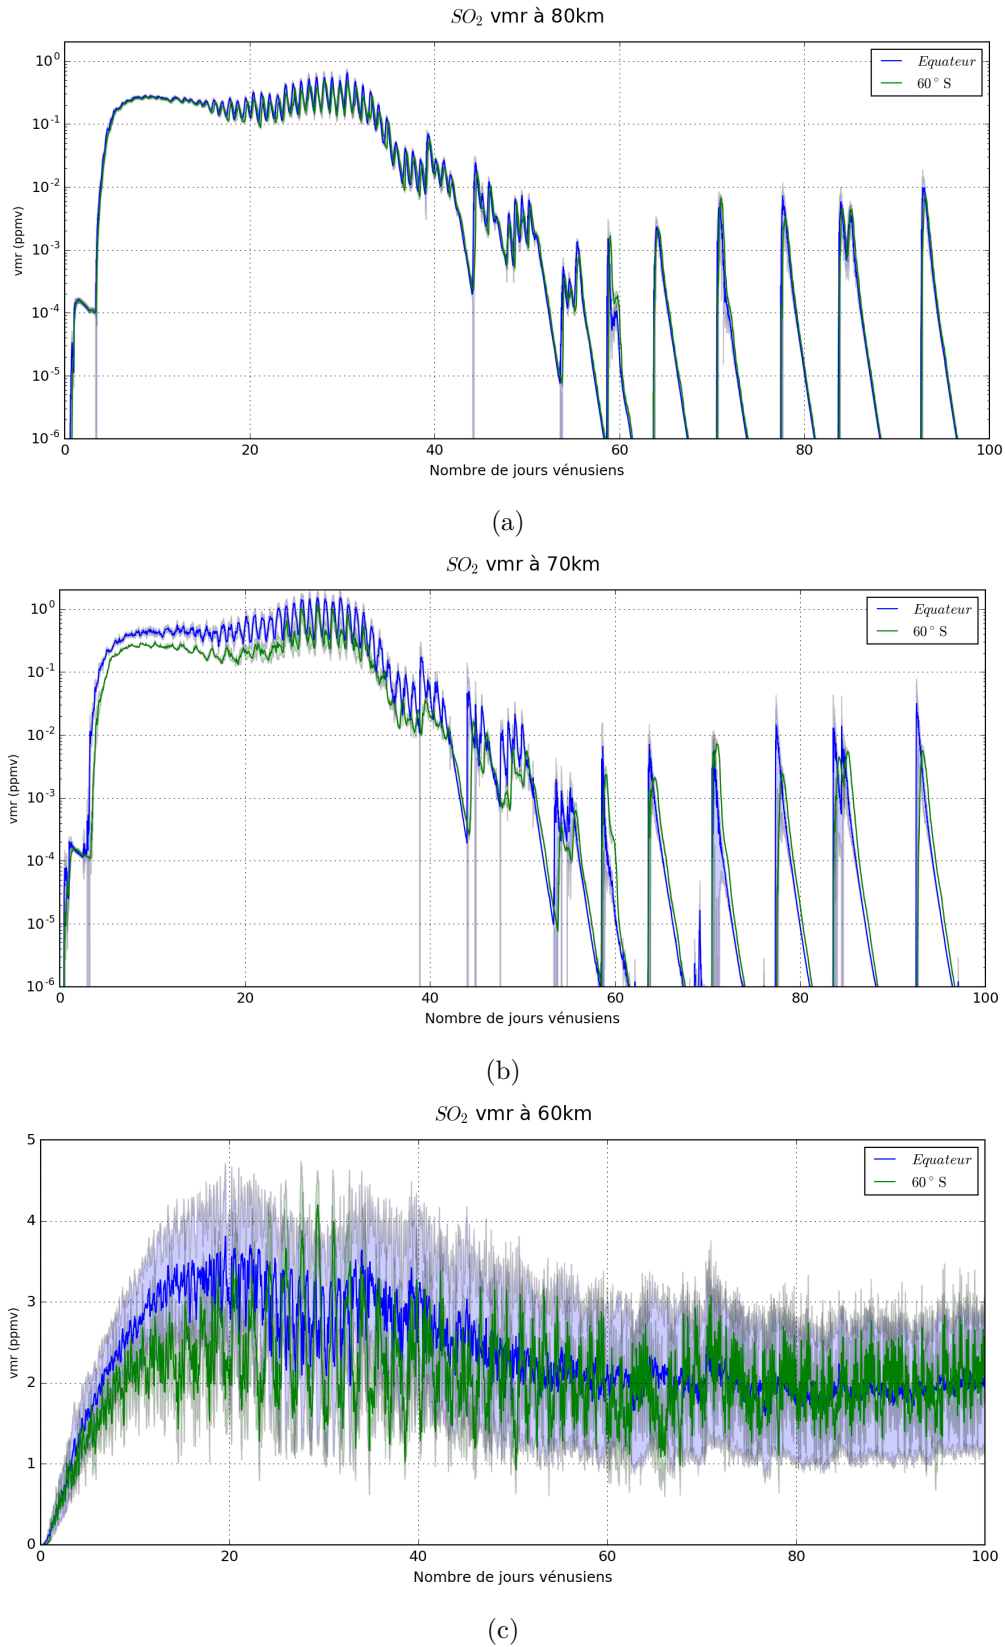 SO₂ vmr à 80km
Equateur
60° S
vmr (ppmv)
10⁰
10⁻¹
10⁻²
10⁻³
10⁻⁴
10⁻⁵
10⁻⁶
0 20 40 60 80 100
Nombre de jours vénusiens
(a)
SO₂ vmr à 70km
Equateur
60° S
vmr (ppmv)
10⁰
10⁻¹
10⁻²
10⁻³
10⁻⁴
10⁻⁵
10⁻⁶
0 20 40 60 80 100
Nombre de jours vénusiens
(b)
SO₂ vmr à 60km
Equateur
60° S
vmr (ppmv)
5
4
3
2
1
0
0 20 40 60 80 100
Nombre de jours vénusiens
(c)